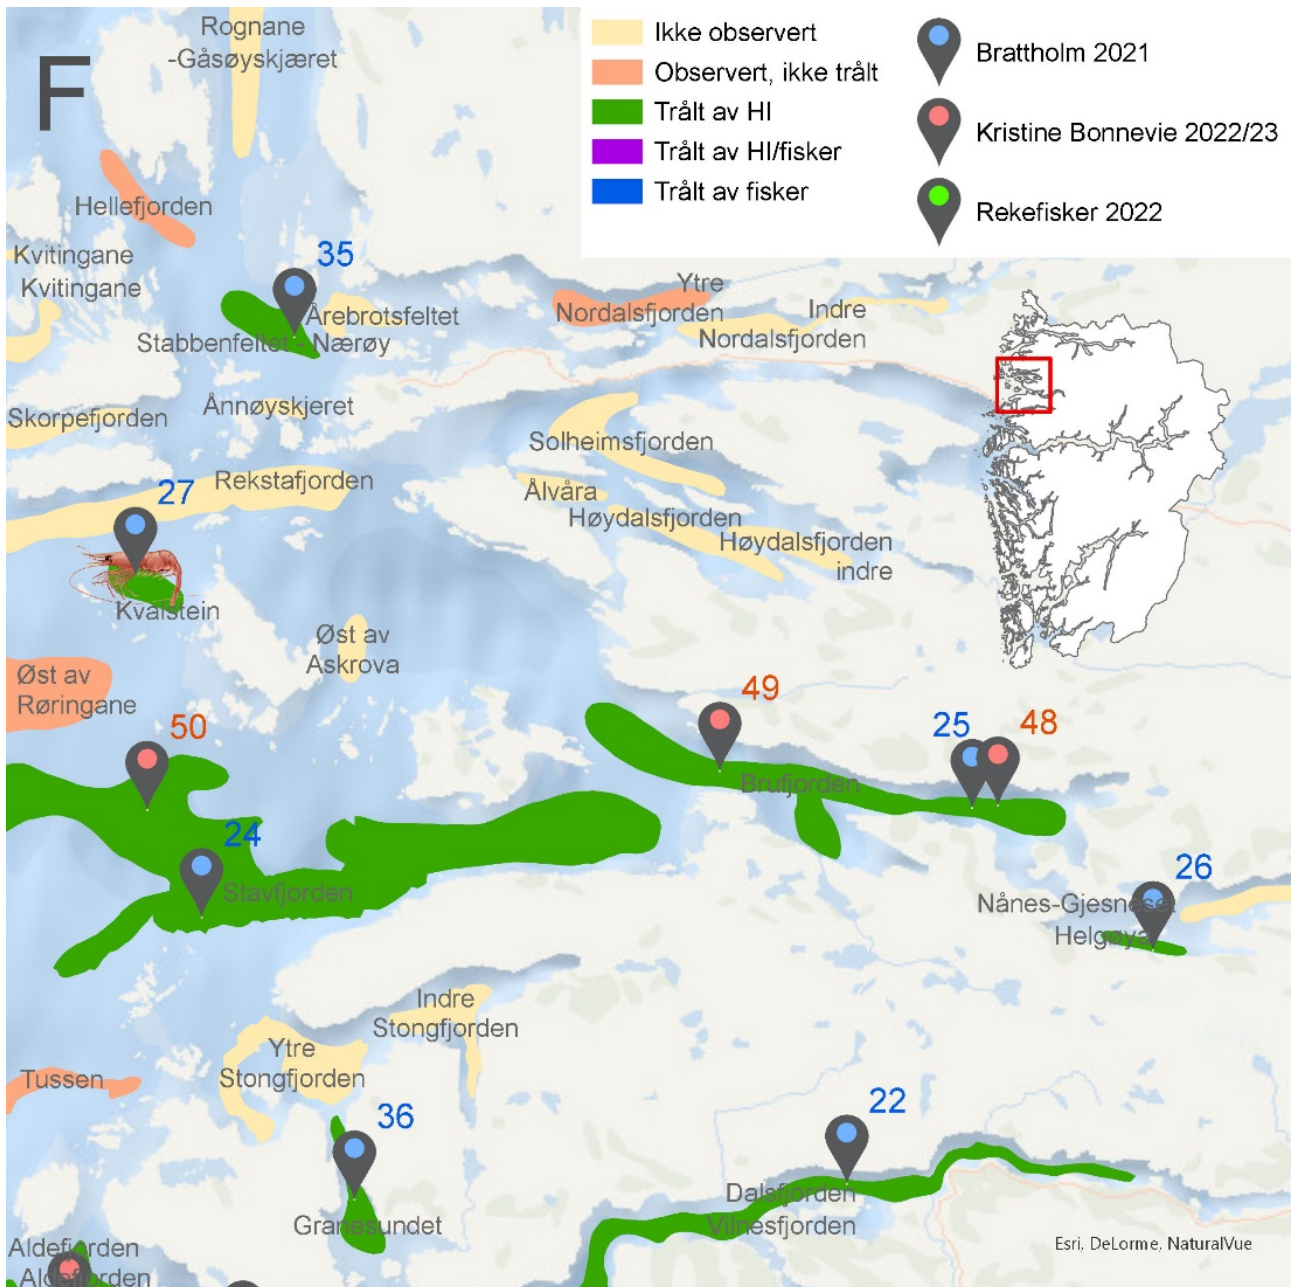 F
Rognane
-Gåsøyskjæret
Ikke observert
Observert, ikke trålt
Trålt av HI
Trålt av HI/fisker
Trålt av fisker
Brattholm 2021
Kristine Bonnevie 2022/23
Rekefisker 2022
Hellefjorden
Kvitingane
Kvitingane
35
Årebrotsfeltet
Stabbenfeltet - Nærøy
Ytre
Nordalsfjorden
Indre
Nordalsfjorden
Skorpefjorden
Ånnøyskjeret
Solheimsfjorden
Rekstafjorden
27
Ålvåra
Høydalsfjorden
Høydalsfjorden
indre
Kvalstein
Øst av
Askrova
Øst av
Røringane
50
49
25
48
Brufjorden
24
Stavfjorden
26
Nånes-Gjesneset
Helgøya
Indre
Stongfjorden
Ytre
Stongfjorden
Tussen
36
22
Granesundet
Dalsfjorden
Vilnesfjorden
Aldefjorden
Aldefjorden
Esri, DeLorme, NaturalVue